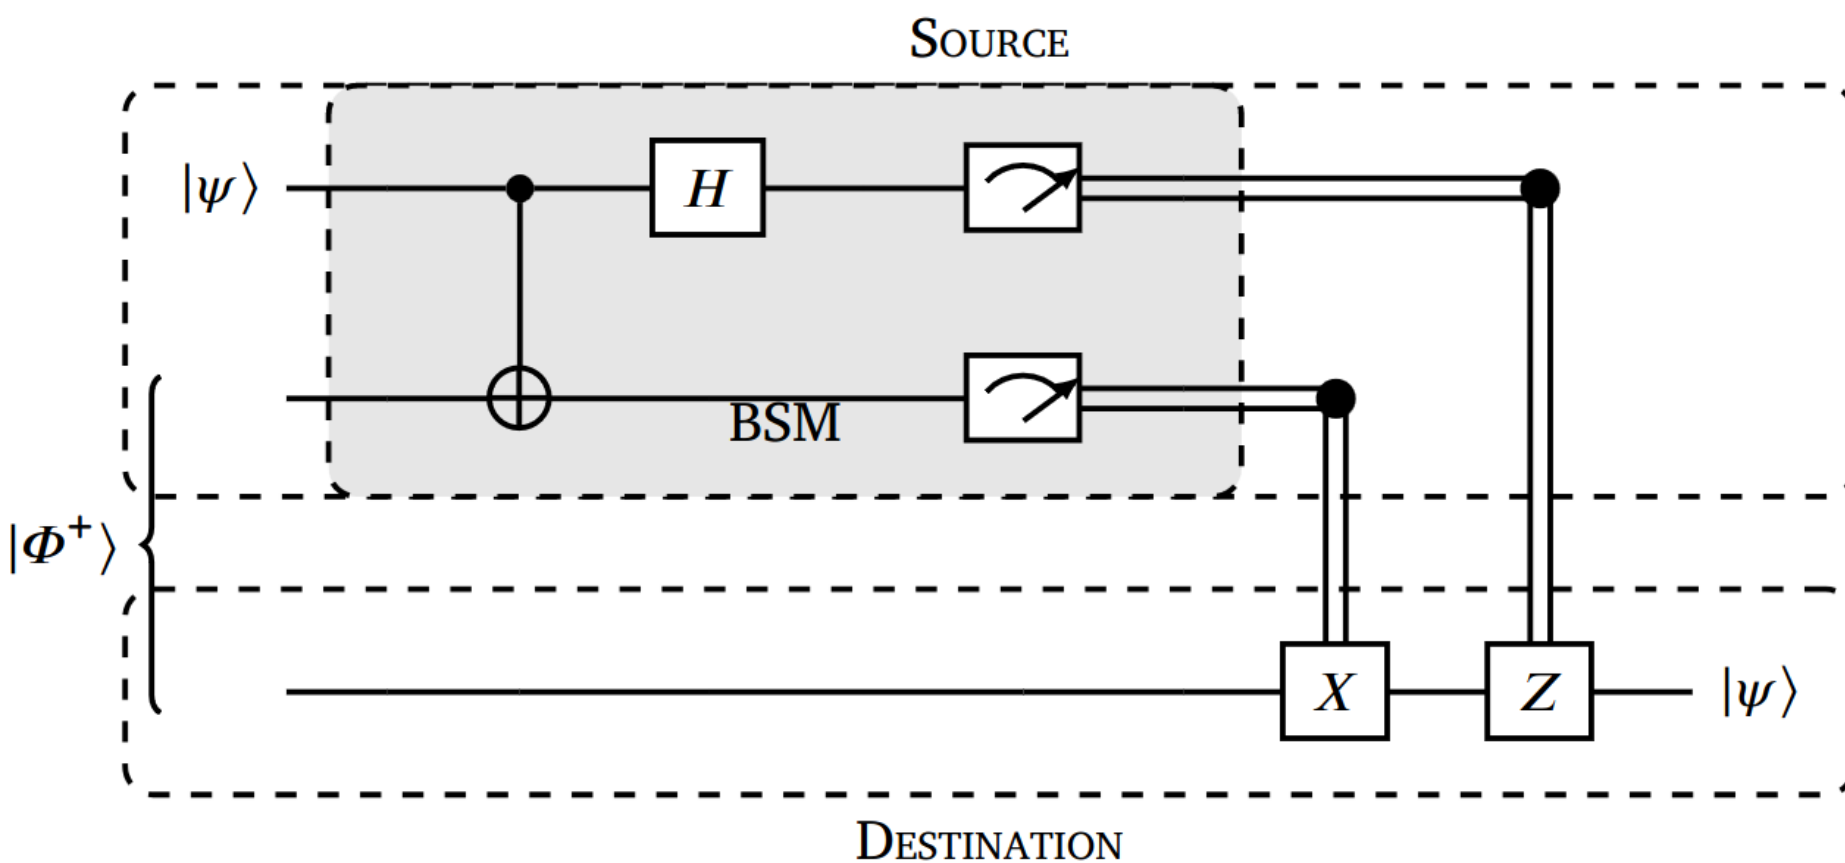 SOURCE
|ψ⟩
H
BSM
|Φ⁺⟩
X
Z
|ψ⟩
DESTINATION